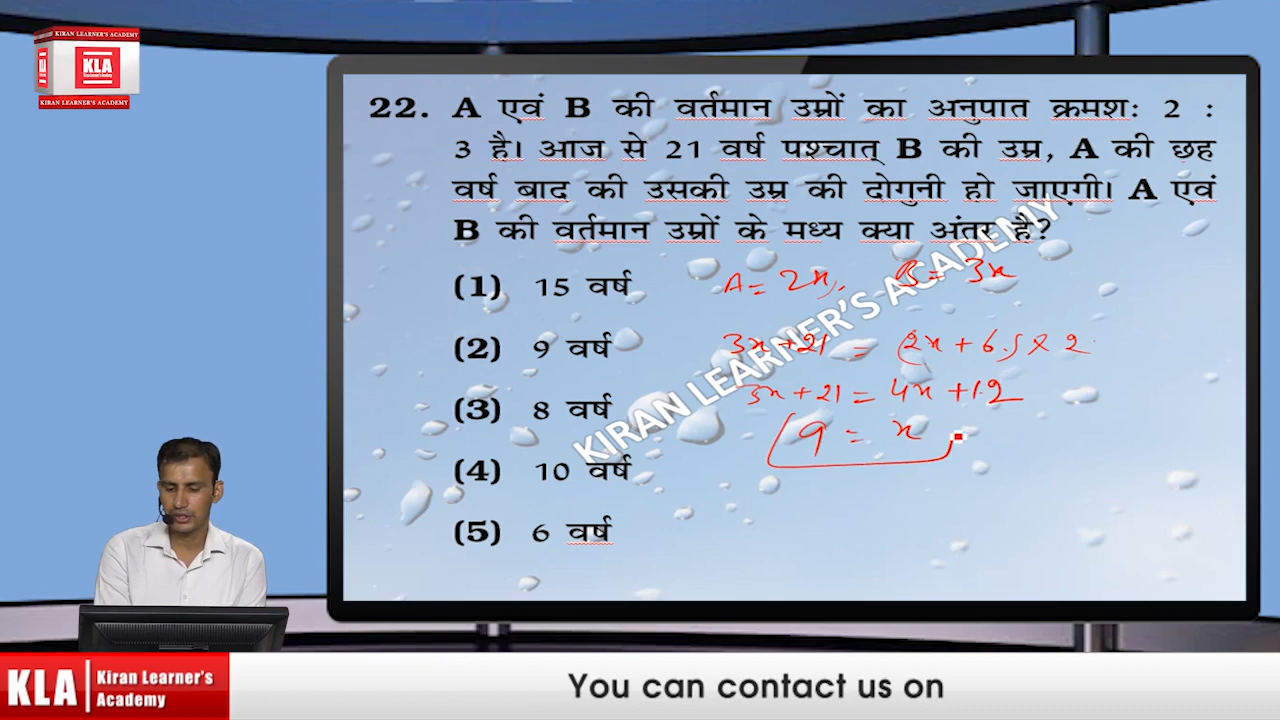 KIRAN LEARNER'S ACADEMY
KLA
Kiran Learner's Academy
KIRAN LEARNER'S ACADEMY
22. A एवं B की वर्तमान उम्रों का अनुपात क्रमशः 2 :
3 है। आज से 21 वर्ष पश्चात् B की उम्र, A की छह
वर्ष बाद की उसकी उम्र की दोगुनी हो जाएगी। A एवं
B की वर्तमान उम्रों के मध्य क्या अंतर है?
(1) 15 वर्ष
A = 2x, B = 3x
(2) 9 वर्ष
3x + 21 = (2x + 6) x 2
3x + 21 = 4x + 12
(3) 8 वर्ष
9 = x
(4) 10 वर्ष
(5) 6 वर्ष
KIRAN LEARNER'S ACADEMY
KLA
Kiran Learner's
Academy
You can contact us on